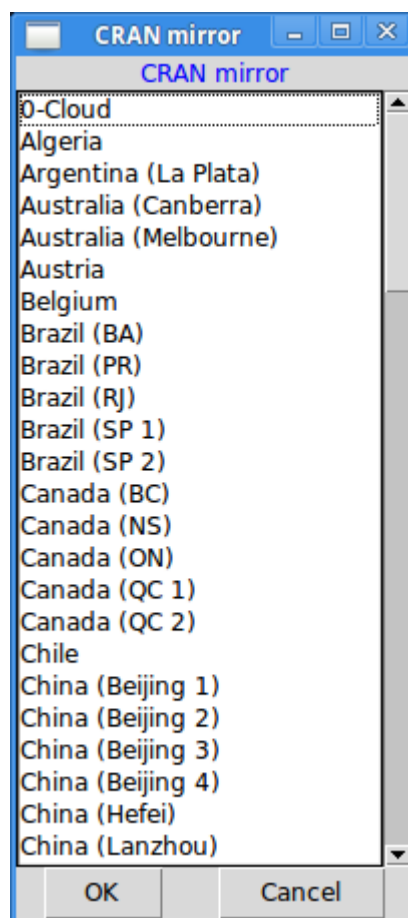 CRAN mirror
CRAN mirror
0-Cloud
Algeria
Argentina (La Plata)
Australia (Canberra)
Australia (Melbourne)
Austria
Belgium
Brazil (BA)
Brazil (PR)
Brazil (RJ)
Brazil (SP 1)
Brazil (SP 2)
Canada (BC)
Canada (NS)
Canada (ON)
Canada (QC 1)
Canada (QC 2)
Chile
China (Beijing 1)
China (Beijing 2)
China (Beijing 3)
China (Beijing 4)
China (Hefei)
China (Lanzhou)
OK Cancel